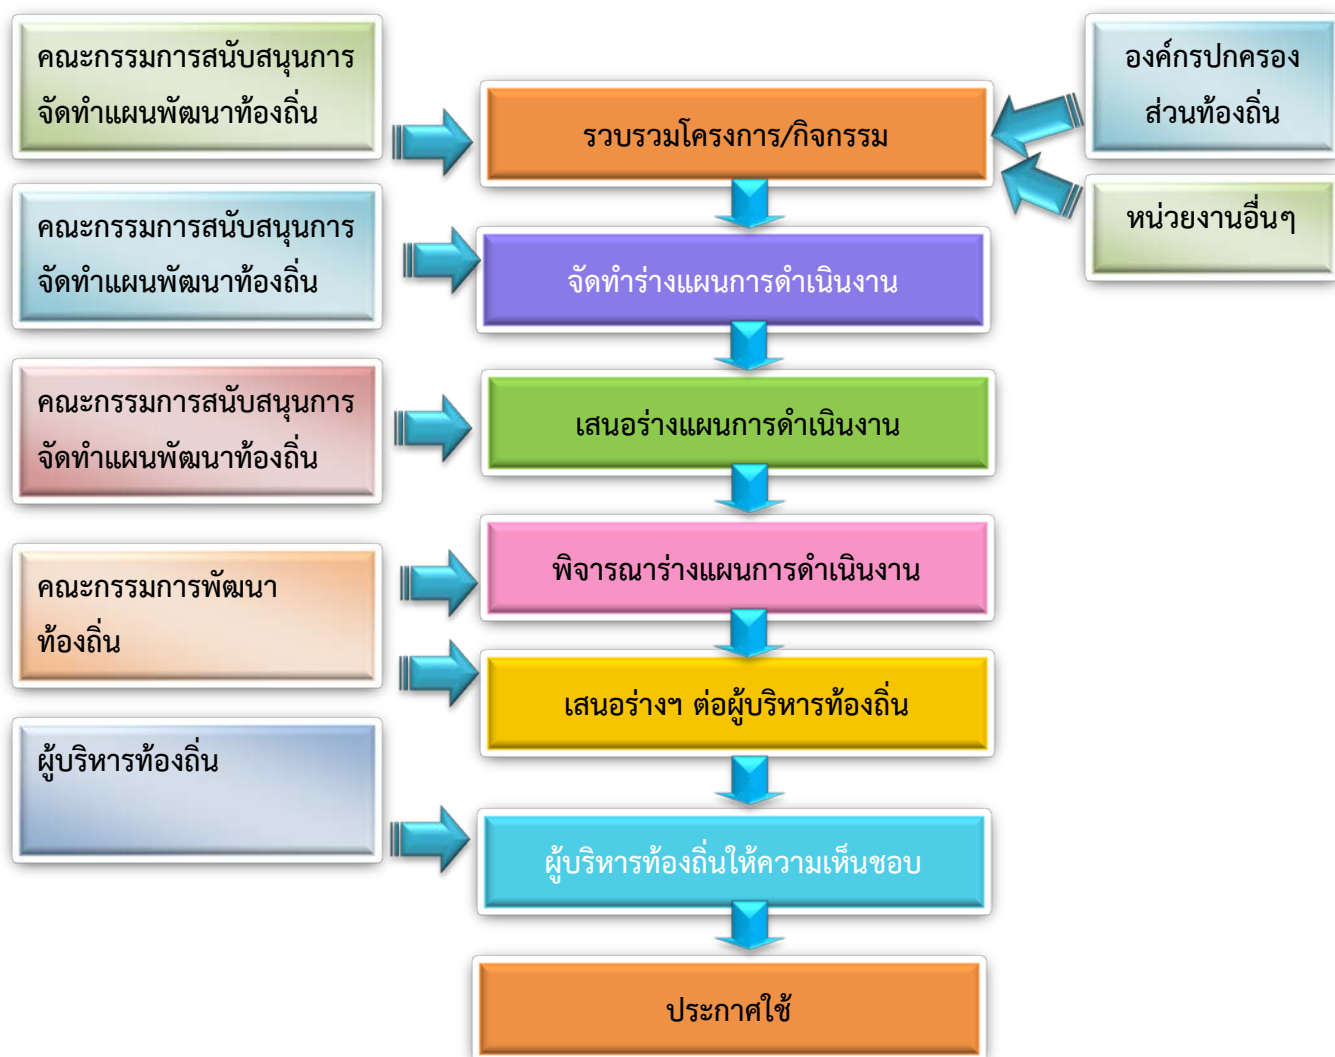 คณะกรรมการสนับสนุนการ
จัดทำแผนพัฒนาท้องถิ่น
รวบรวมโครงการ/กิจกรรม
องค์กรปกครอง
ส่วนท้องถิ่น
หน่วยงานอื่นๆ
คณะกรรมการสนับสนุนการ
จัดทำแผนพัฒนาท้องถิ่น
จัดทำร่างแผนการดำเนินงาน
คณะกรรมการสนับสนุนการ
จัดทำแผนพัฒนาท้องถิ่น
เสนอร่างแผนการดำเนินงาน
คณะกรรมการพัฒนา
ท้องถิ่น
พิจารณาร่างแผนการดำเนินงาน
เสนอร่างฯ ต่อผู้บริหารท้องถิ่น
ผู้บริหารท้องถิ่น
ผู้บริหารท้องถิ่นให้ความเห็นชอบ
ประกาศใช้